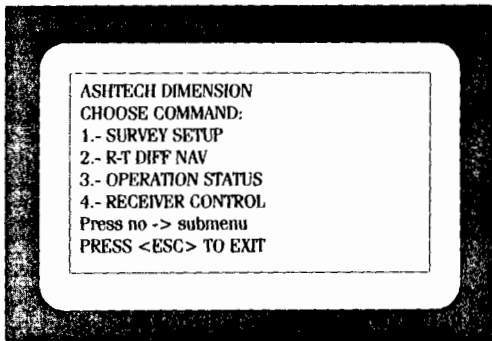 ASHTECH DIMENSION
CHOOSE COMMAND:
1.- SURVEY SETUP
2.- R-T DIFF NAV
3.- OPERATION STATUS
4.- RECEIVER CONTROL
Press no -> submenu
PRESS <ESC> TO EXIT